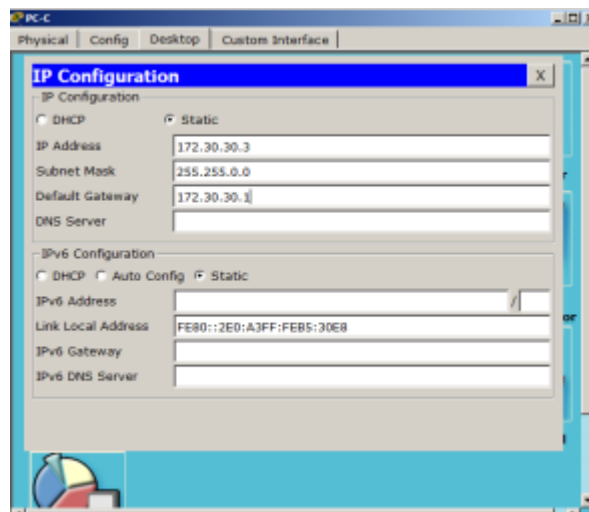 PC-C
Physical Config Desktop Custom Interface
IP Configuration X
IP Configuration
DHCP Static
IP Address 172.30.30.3
Subnet Mask 255.255.0.0
Default Gateway 172.30.30.1
DNS Server
IPv6 Configuration
DHCP Auto Config Static
IPv6 Address /
Link Local Address FE80::2E0:A3FF:FEB5:30E8
IPv6 Gateway
IPv6 DNS Server